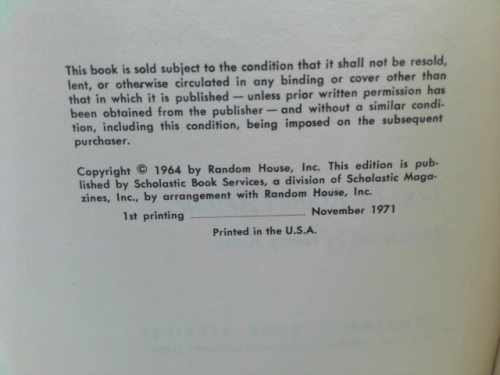 This book is sold subject to the condition that it shall not be resold,
lent, or otherwise circulated in any binding or cover other than
that in which it is published — unless prior written permission has
been obtained from the publisher — and without a similar condi-
tion, including this condition, being imposed on the subsequent
purchaser.
Copyright © 1964 by Random House, Inc. This edition is pub-
lished by Scholastic Book Services, a division of Scholastic Maga-
zines, Inc., by arrangement with Random House, Inc.
1st printing ........................................ November 1971
Printed in the U.S.A.